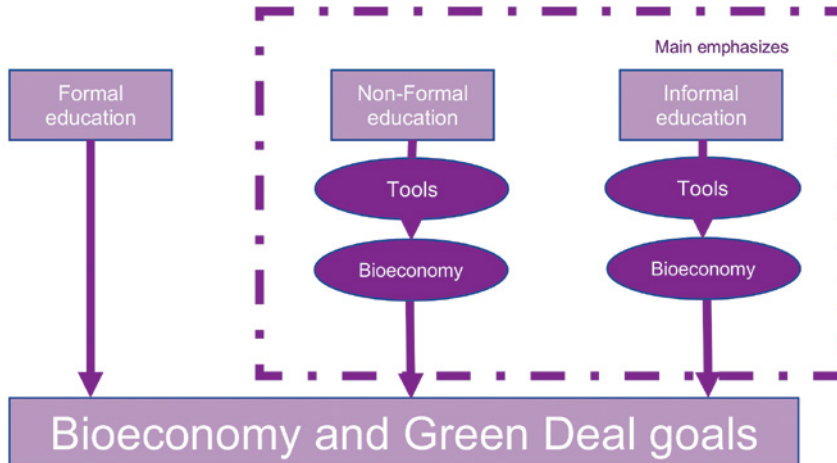 Main emphasizes
Formal
education
Non-Formal
education
Informal
education
Tools
Tools
Bioeconomy
Bioeconomy
Bioeconomy and Green Deal goals